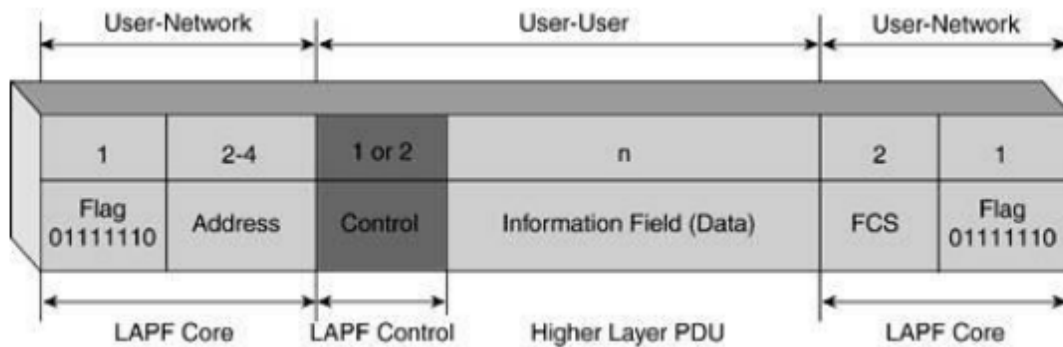 User-Network User-User User-Network
1 2-4 1 or 2 n 2 1
Flag 01111110 Address Control Information Field (Data) FCS Flag 01111110
LAPF Core LAPF Control Higher Layer PDU LAPF Core